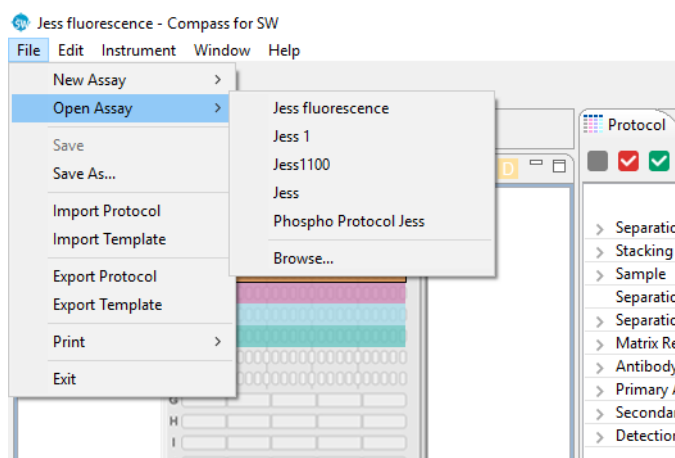 SW Jess fluorescence - Compass for SW
File Edit Instrument Window Help
New Assay >
Open Assay >
Save
Save As...
Import Protocol
Import Template
Export Protocol
Export Template
Print >
Exit
Jess fluorescence
Jess 1
Jess1100
Jess
Phospho Protocol Jess
Browse...
D
G
H
I
Protocol
Separatio
Stacking
Sample
Separatio
Separatio
Matrix Re
Antibody
Primary A
Seconda
Detection